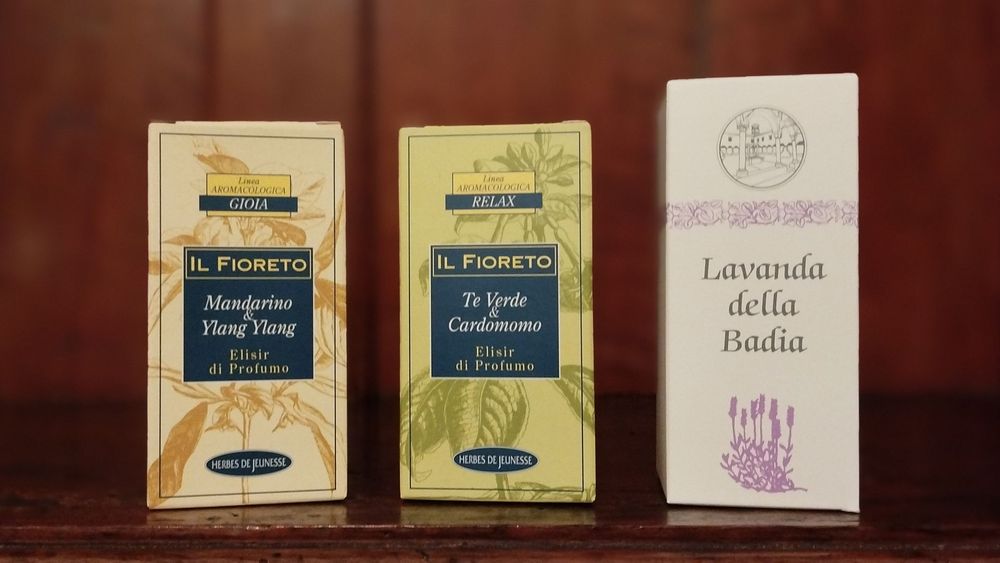 Linea
AROMACOLOGICA
GIOIA
IL FIORETO
Mandarino
&
Ylang Ylang
Elisir
di Profumo
HERBES DE JEUNESSE
Linea
AROMACOLOGICA
RELAX
IL FIORETO
Te Verde
&
Cardomomo
Elisir
di Profumo
HERBES DE JEUNESSE
Lavanda
della
Badia